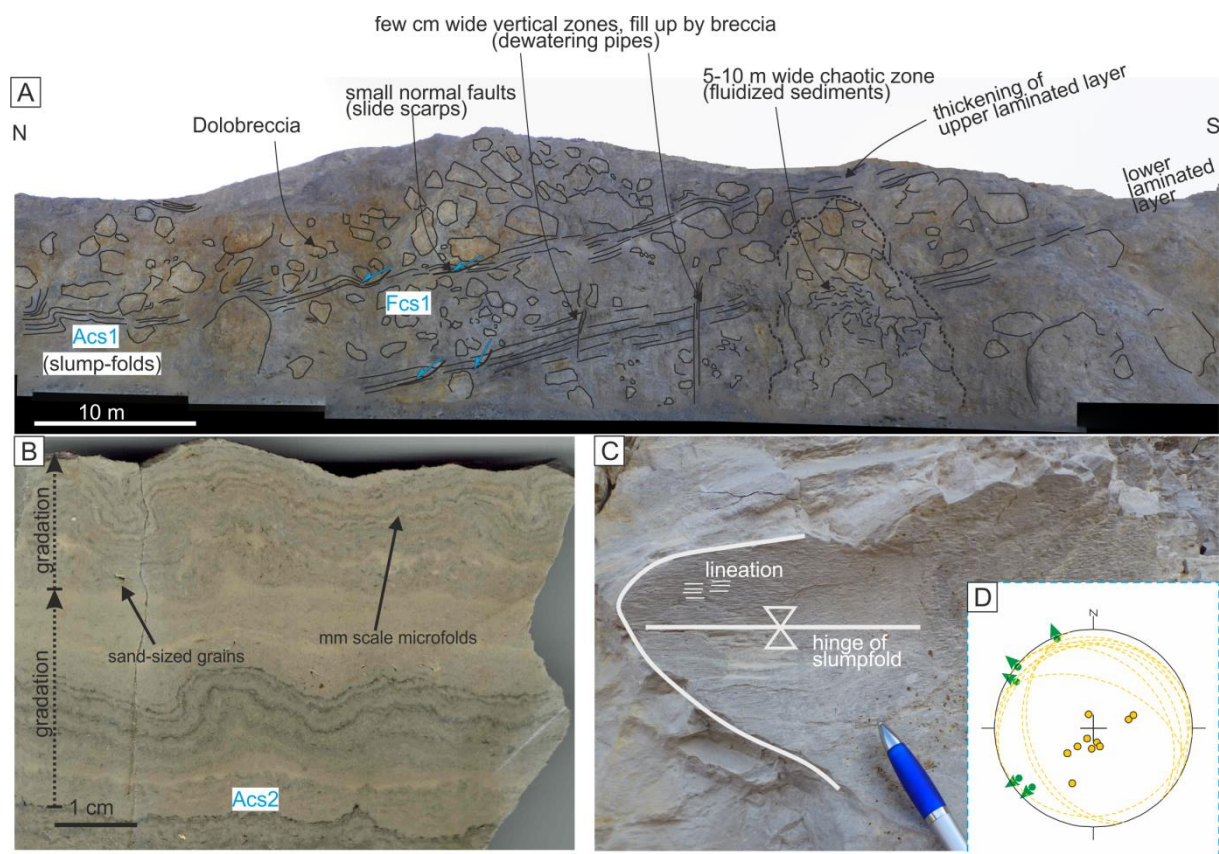 few cm wide vertical zones, fill up by breccia
(dewatering pipes)
A
N
Dolobreccia
small normal faults
(slide scarps)
5-10 m wide chaotic zone
(fluidized sediments)
thickening of
upper laminated layer
S
lower
laminated
layer
Fcs1
Acs1
(slump-folds)
10 m
B
gradation
gradation
sand-sized grains
mm scale microfolds
Acs2
1 cm
C
lineation
hinge of
slumpfold
D
N